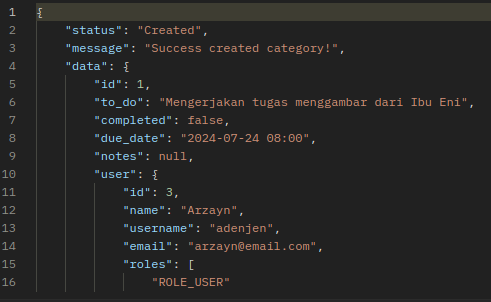 1 {
2 "status": "Created",
3 "message": "Success created category!",
4 "data": {
5 "id": 1,
6 "to_do": "Mengerjakan tugas menggambar dari Ibu Eni",
7 "completed": false,
8 "due_date": "2024-07-24 08:00",
9 "notes": null,
10 "user": {
11 "id": 3,
12 "name": "Arzayn",
13 "username": "adenjen",
14 "email": "arzayn@email.com",
15 "roles": [
16 "ROLE_USER"